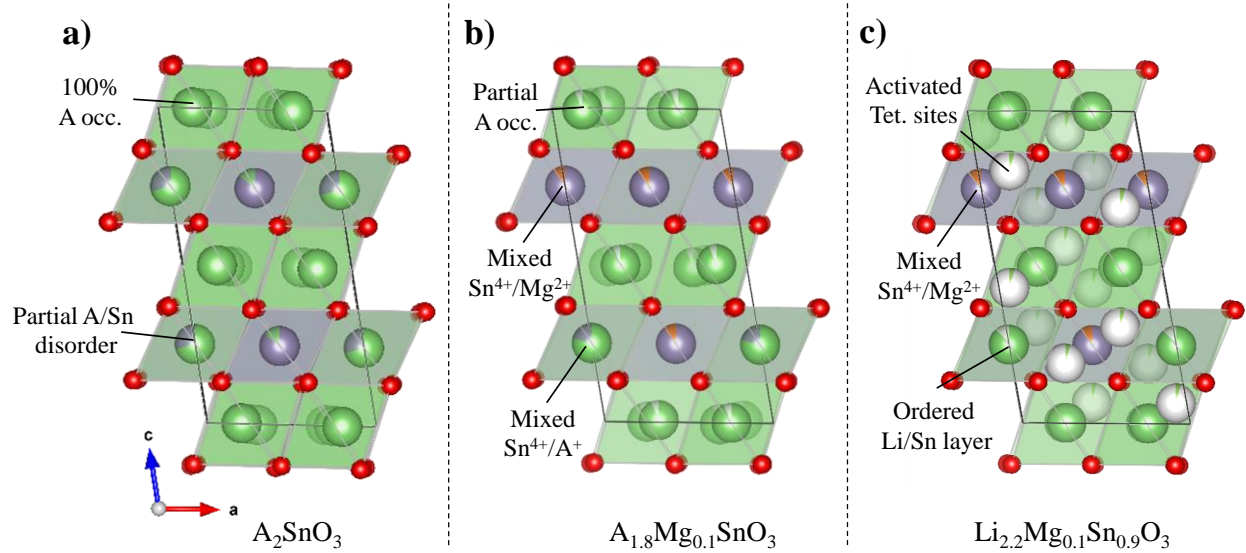 a)
100%
A occ.
Partial A/Sn
disorder
c
a
A₂SnO₃
b)
Partial
A occ.
Mixed
Sn⁴⁺/Mg²⁺
Mixed
Sn⁴⁺/A⁺
A₁.₈Mg₀.₁SnO₃
c)
Activated
Tet. sites
Mixed
Sn⁴⁺/Mg²⁺
Ordered
Li/Sn layer
Li₂.₂Mg₀.₁Sn₀.₉O₃